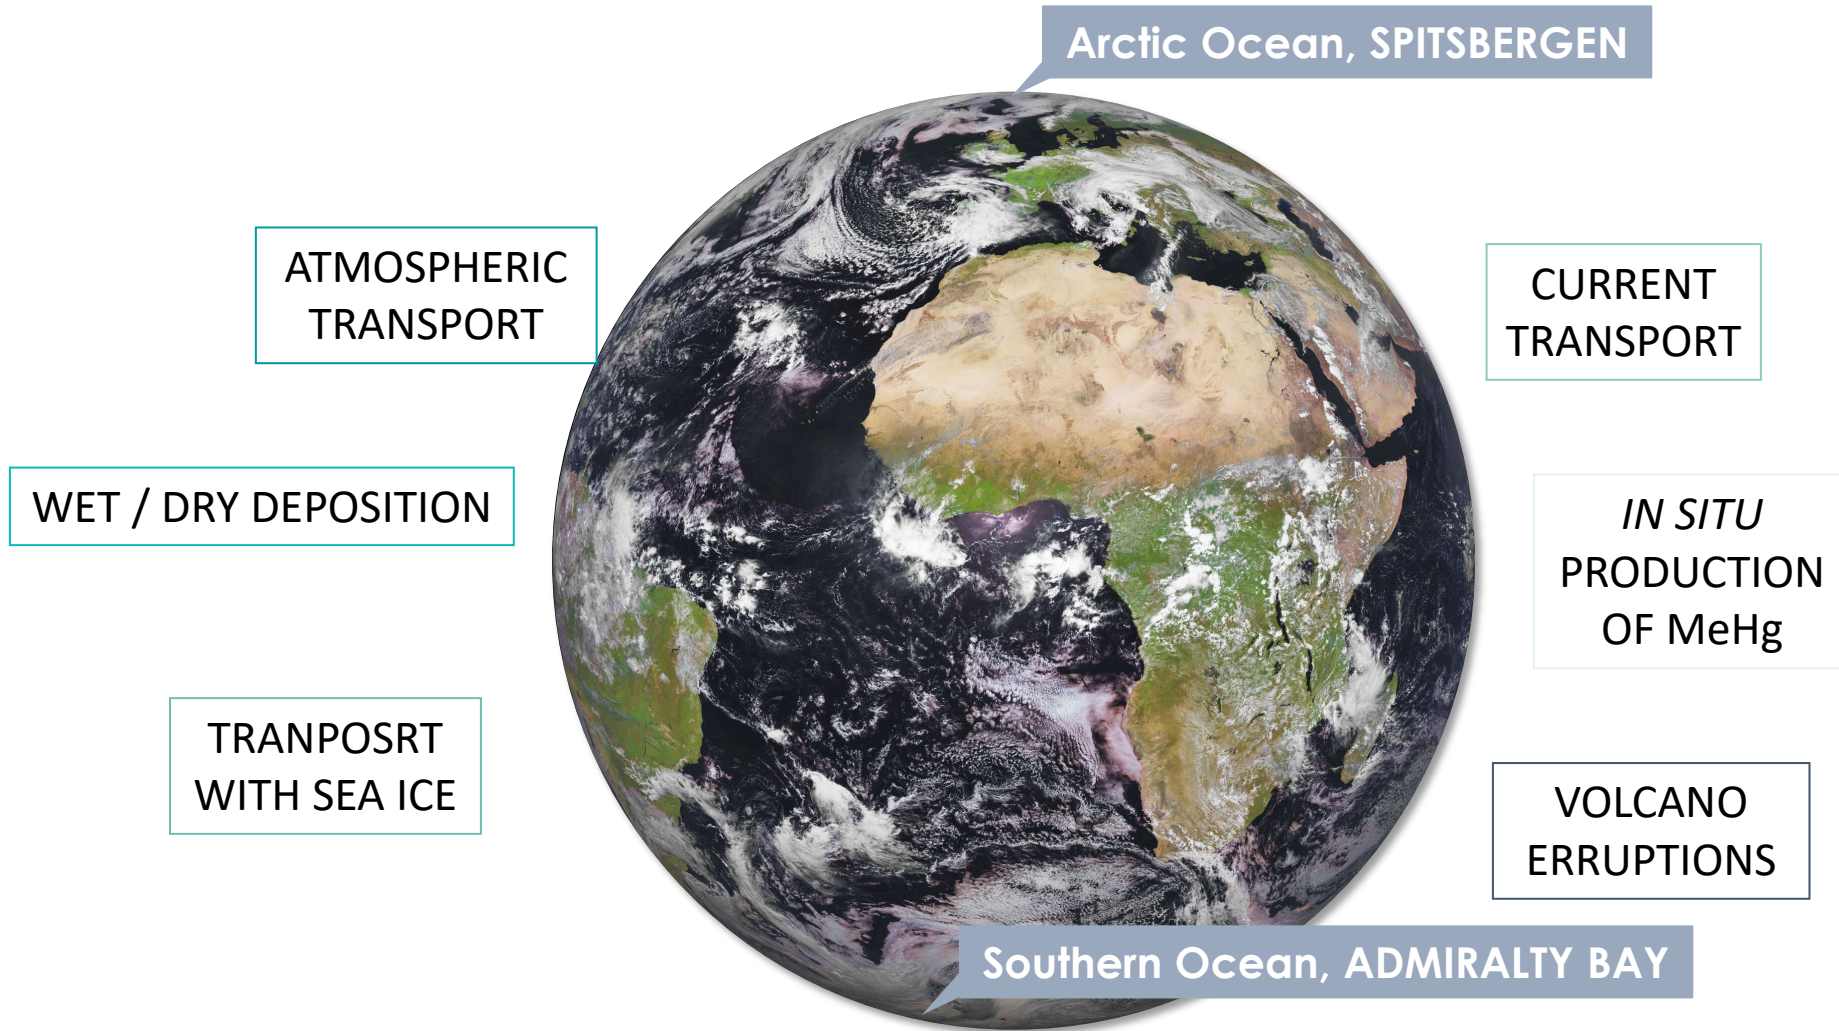 Arctic Ocean, SPITSBERGEN
ATMOSPHERIC
TRANSPORT
CURRENT
TRANSPORT
WET / DRY DEPOSITION
IN SITU
PRODUCTION
OF MeHg
TRANPOSRT
WITH SEA ICE
VOLCANO
ERRUPTIONS
Southern Ocean, ADMIRALTY BAY